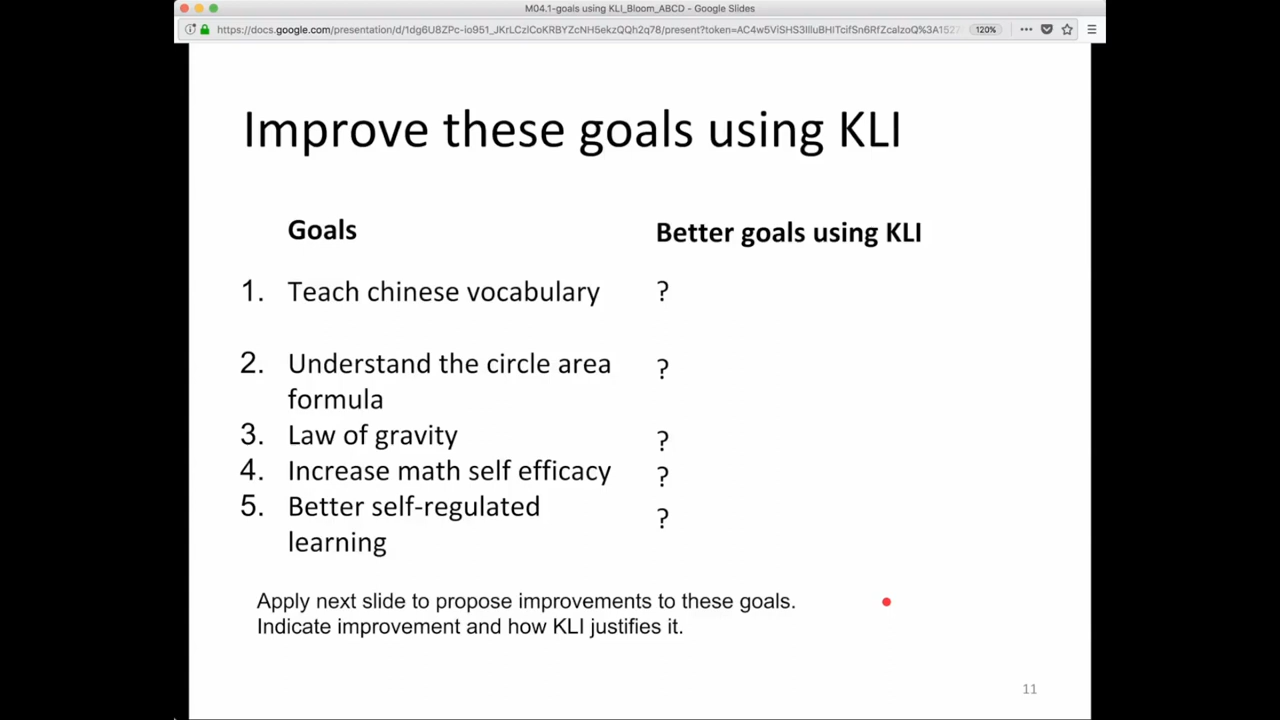 M04.1-goals using KLI_Bloom_ABCD - Google Slides
120%
Improve these goals using KLI
Goals
Better goals using KLI
1. Teach chinese vocabulary
?
2. Understand the circle area
formula
?
3. Law of gravity
?
4. Increase math self efficacy
?
5. Better self-regulated
learning
?
Apply next slide to propose improvements to these goals.
Indicate improvement and how KLI justifies it.
11